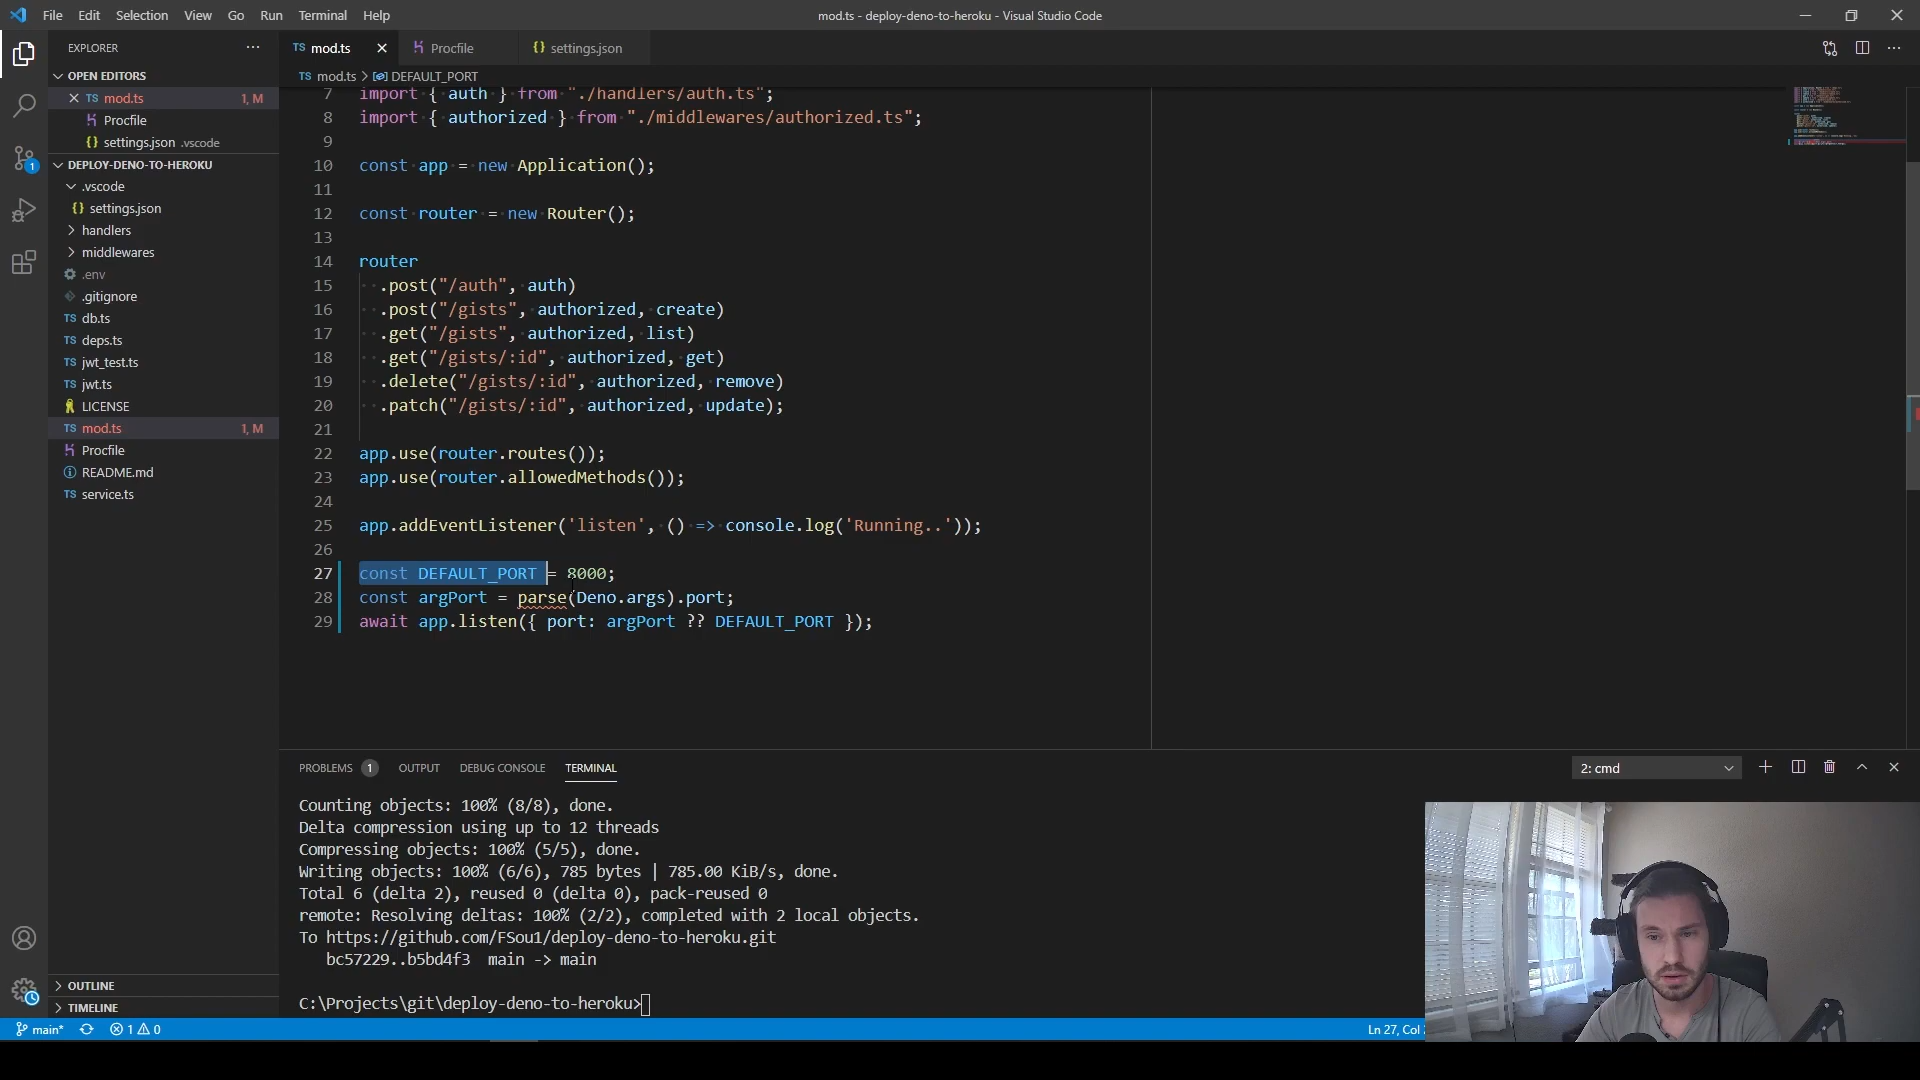 File Edit Selection View Go Run Terminal Help
mod.ts - deploy-deno-to-heroku - Visual Studio Code
EXPLORER
OPEN EDITORS
TS mod.ts 1, M
Procfile
{} settings.json .vscode
DEPLOY-DENO-TO-HEROKU
.vscode
{} settings.json
handlers
middlewares
.env
.gitignore
TS db.ts
TS deps.ts
TS jwt_test.ts
TS jwt.ts
LICENSE
TS mod.ts 1, M
Procfile
README.md
TS service.ts
OUTLINE
TIMELINE
1
TS mod.ts
Procfile
{} settings.json
TS mod.ts > DEFAULT_PORT
7 import { auth } from "./handlers/auth.ts";
8 import { authorized } from "./middlewares/authorized.ts";
9
10 const app = new Application();
11
12 const router = new Router();
13
14 router
15 .post("/auth", auth)
16 .post("/gists", authorized, create)
17 .get("/gists", authorized, list)
18 .get("/gists/:id", authorized, get)
19 .delete("/gists/:id", authorized, remove)
20 .patch("/gists/:id", authorized, update);
21
22 app.use(router.routes());
23 app.use(router.allowedMethods());
24
25 app.addEventListener('listen', () => console.log('Running..'));
26
27 const DEFAULT_PORT = 8000;
28 const argPort = parse(Deno.args).port;
29 await app.listen({ port: argPort ?? DEFAULT_PORT });
PROBLEMS 1 OUTPUT DEBUG CONSOLE TERMINAL
2: cmd
Counting objects: 100% (8/8), done.
Delta compression using up to 12 threads
Compressing objects: 100% (5/5), done.
Writing objects: 100% (6/6), 785 bytes | 785.00 KiB/s, done.
Total 6 (delta 2), reused 0 (delta 0), pack-reused 0
remote: Resolving deltas: 100% (2/2), completed with 2 local objects.
To https://github.com/FSou1/deploy-deno-to-heroku.git
bc57229..b5bd4f3 main -> main
C:\Projects\git\deploy-deno-to-heroku>
main* 1 0
Ln 27, Col